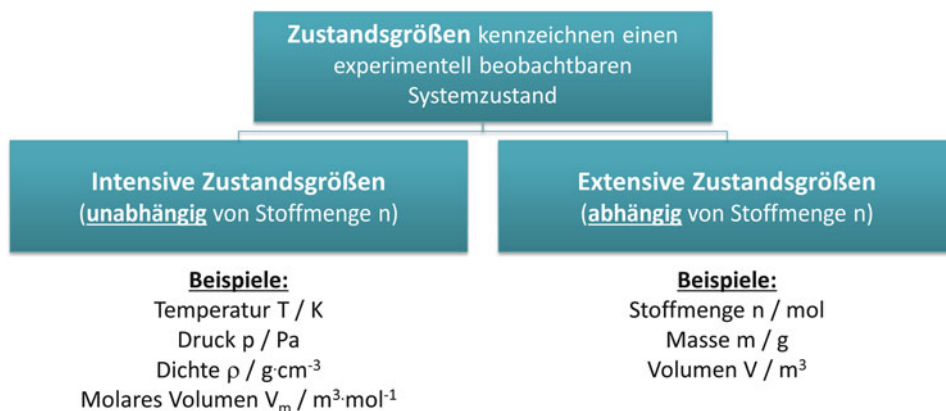 Zustandsgrößen kennzeichnen einen
experimentell beobachtbaren
Systemzustand
Intensive Zustandsgrößen
(unabhängig von Stoffmenge n)
Extensive Zustandsgrößen
(abhängig von Stoffmenge n)
Beispiele:
Temperatur T / K
Druck p / Pa
Dichte ρ / g·cm⁻³
Molares Volumen Vₘ / m³·mol⁻¹
Beispiele:
Stoffmenge n / mol
Masse m / g
Volumen V / m³